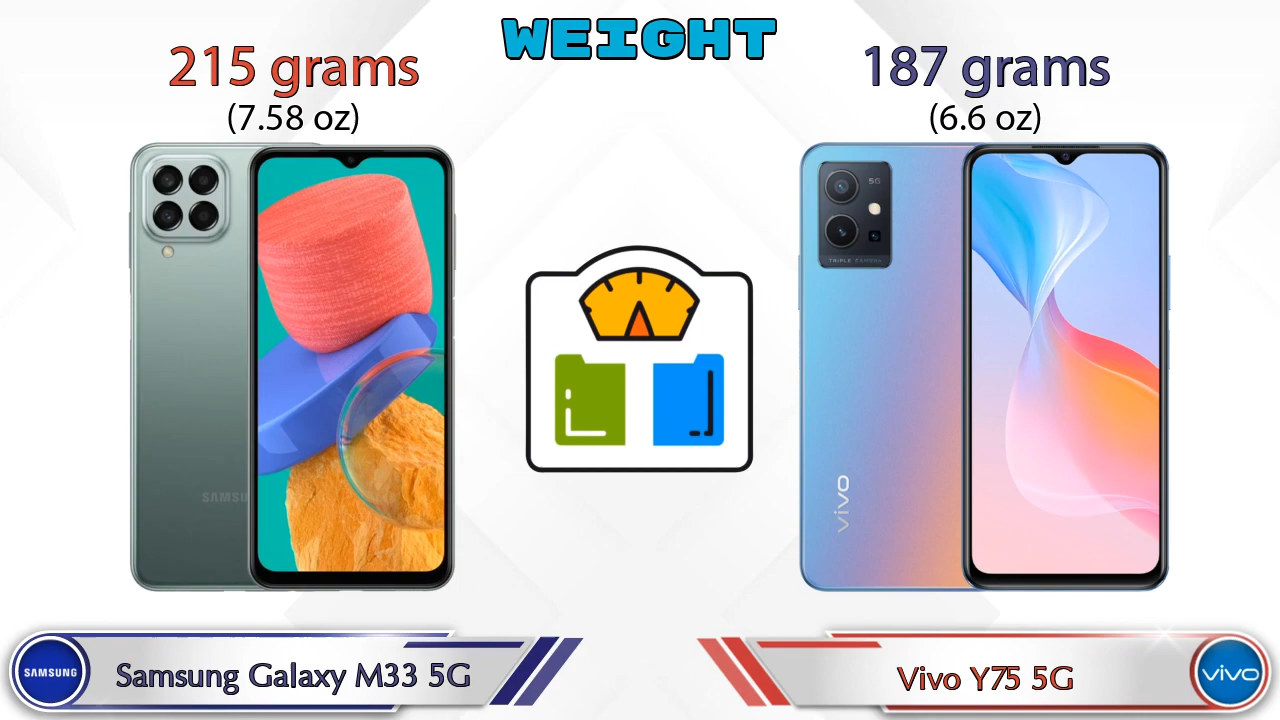 WEIGHT
215 grams
(7.58 oz)
187 grams
(6.6 oz)
5G
TRIPLE CAMERA
SAMSU
vivo
SAMSUNG
Samsung Galaxy M33 5G
Vivo Y75 5G
vivo